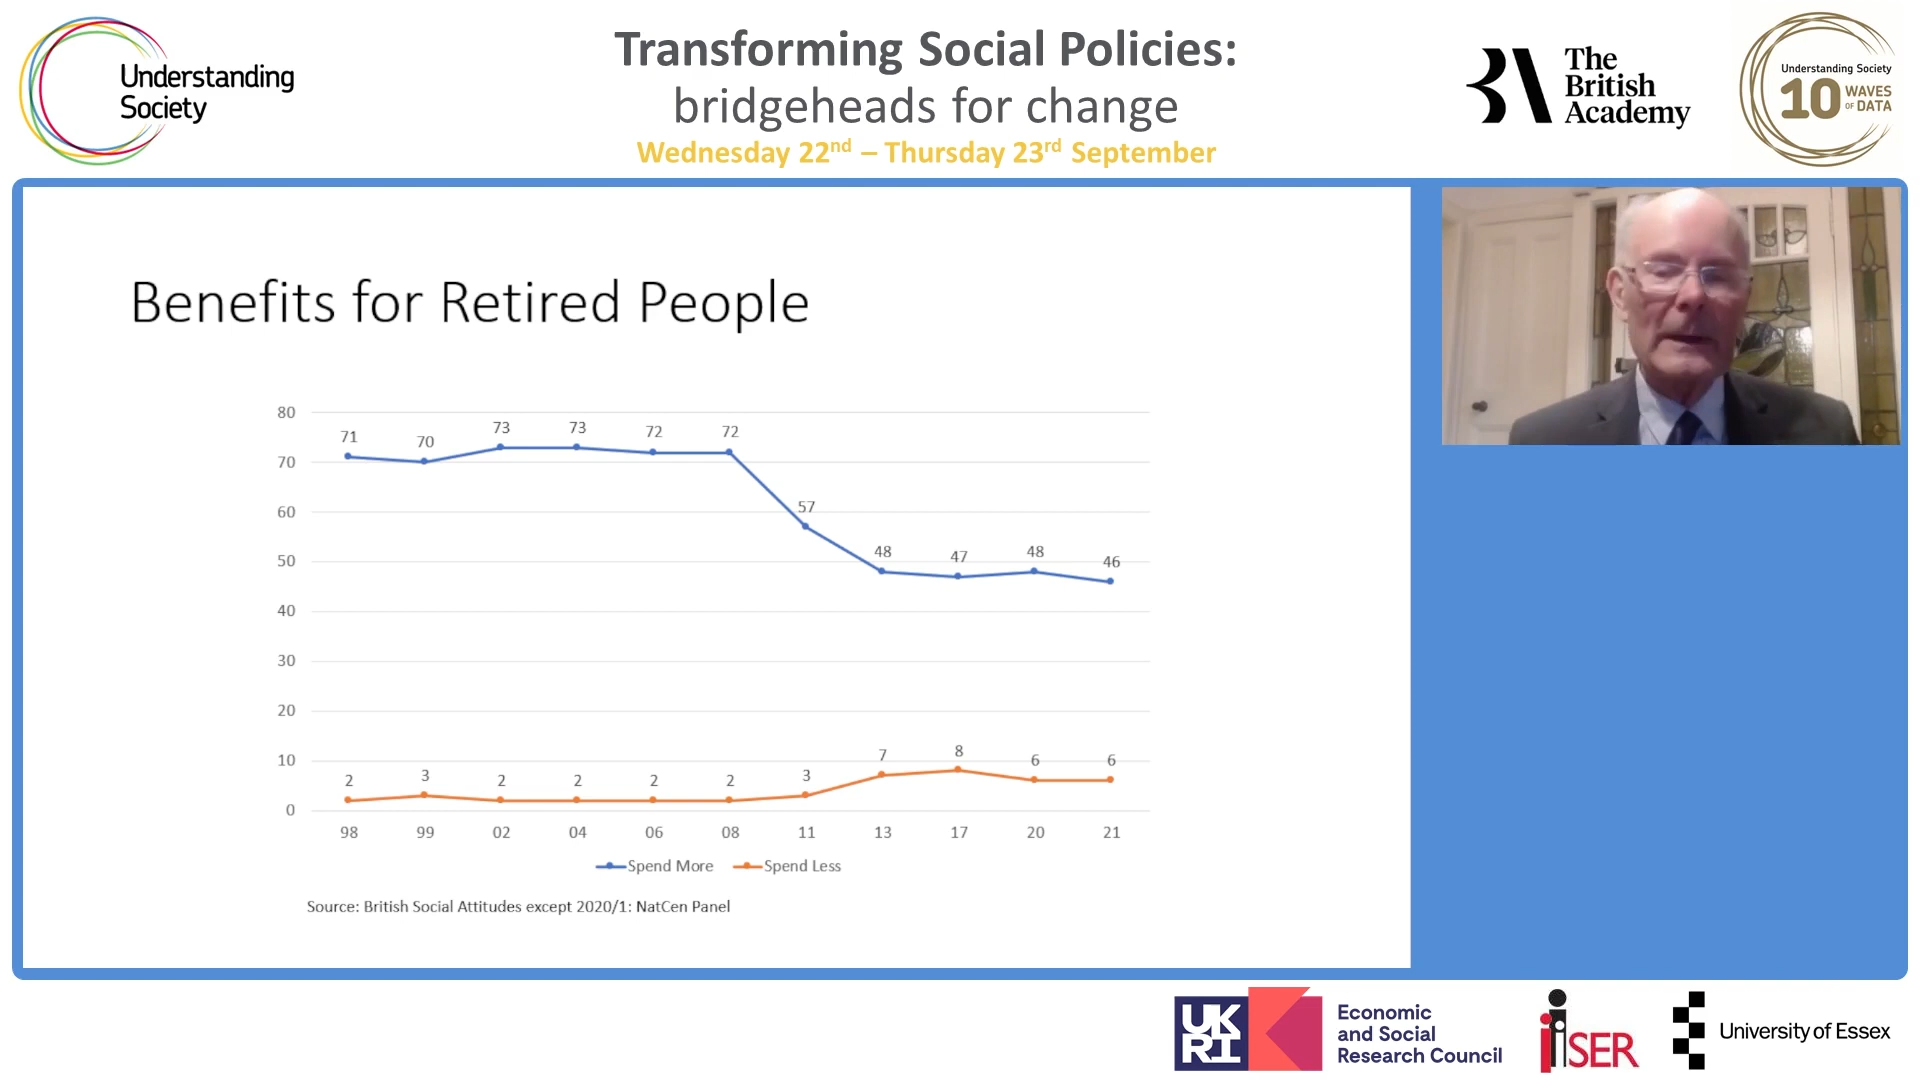 Understanding
Society
Transforming Social Policies:
bridgeheads for change
Wednesday 22nd – Thursday 23rd September
The
British
Academy
Understanding Society
10 WAVES
OF DATA
Benefits for Retired People
80
70
60
50
40
30
20
10
0
71 70 73 73 72 72 57 48 47 48 46
2 3 2 2 2 2 3 7 8 6 6
98 99 02 04 06 08 11 13 17 20 21
Spend More Spend Less
Source: British Social Attitudes except 2020/1: NatCen Panel
UK
RI
Economic
and Social
Research Council
iSER
University of Essex